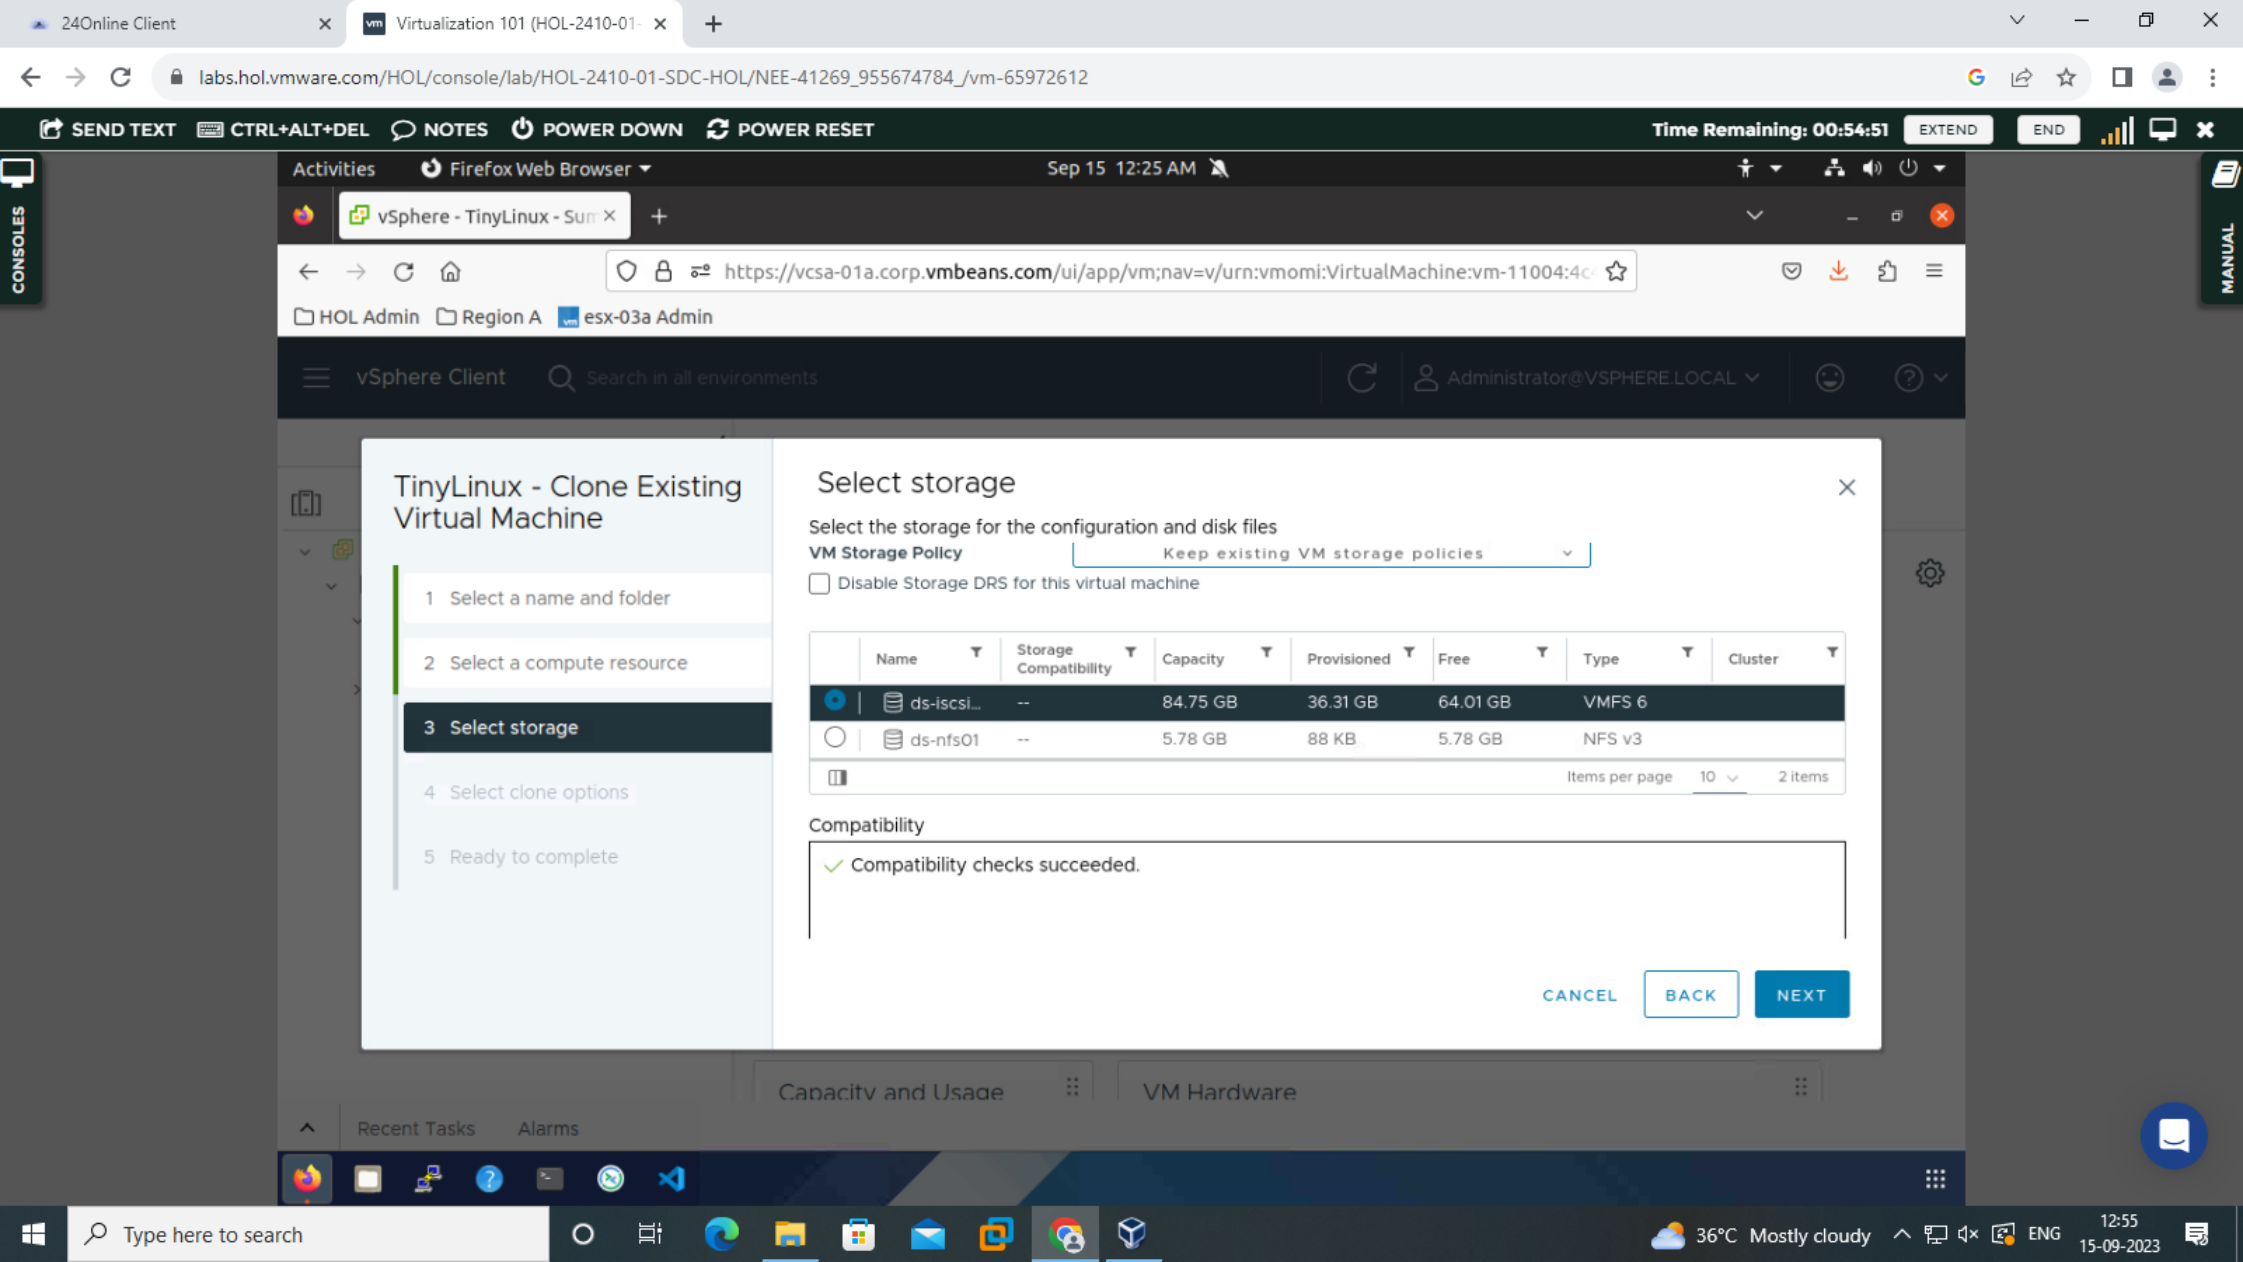 24Online Client
Virtualization 101 (HOL-2410-01-
labs.hol.vmware.com/HOL/console/lab/HOL-2410-01-SDC-HOL/NEE-41269_955674784_/vm-65972612
SEND TEXT CTRL+ALT+DEL NOTES POWER DOWN POWER RESET Time Remaining: 00:54:51 EXTEND END
CONSOLES
MANUAL
Activities Firefox Web Browser Sep 15 12:25 AM
vSphere - TinyLinux - Sum
https://vcsa-01a.corp.vmbeans.com/ui/app/vm;nav=v/urn:vmomi:VirtualMachine:vm-11004:4c
HOL Admin Region A esx-03a Admin
vSphere Client Search in all environments Administrator@VSPHERE.LOCAL
TinyLinux - Clone Existing
Virtual Machine
1 Select a name and folder
2 Select a compute resource
3 Select storage
4 Select clone options
5 Ready to complete
Select storage
Select the storage for the configuration and disk files
VM Storage Policy Keep existing VM storage policies
Disable Storage DRS for this virtual machine
Name Storage Compatibility Capacity Provisioned Free Type Cluster
ds-iscsi... -- 84.75 GB 36.31 GB 64.01 GB VMFS 6
ds-nfs01 -- 5.78 GB 88 KB 5.78 GB NFS v3
Items per page 10 2 items
Compatibility
Compatibility checks succeeded.
CANCEL BACK NEXT
Capacity and Usage VM Hardware
Recent Tasks Alarms
Type here to search
36°C Mostly cloudy ENG
12:55
15-09-2023